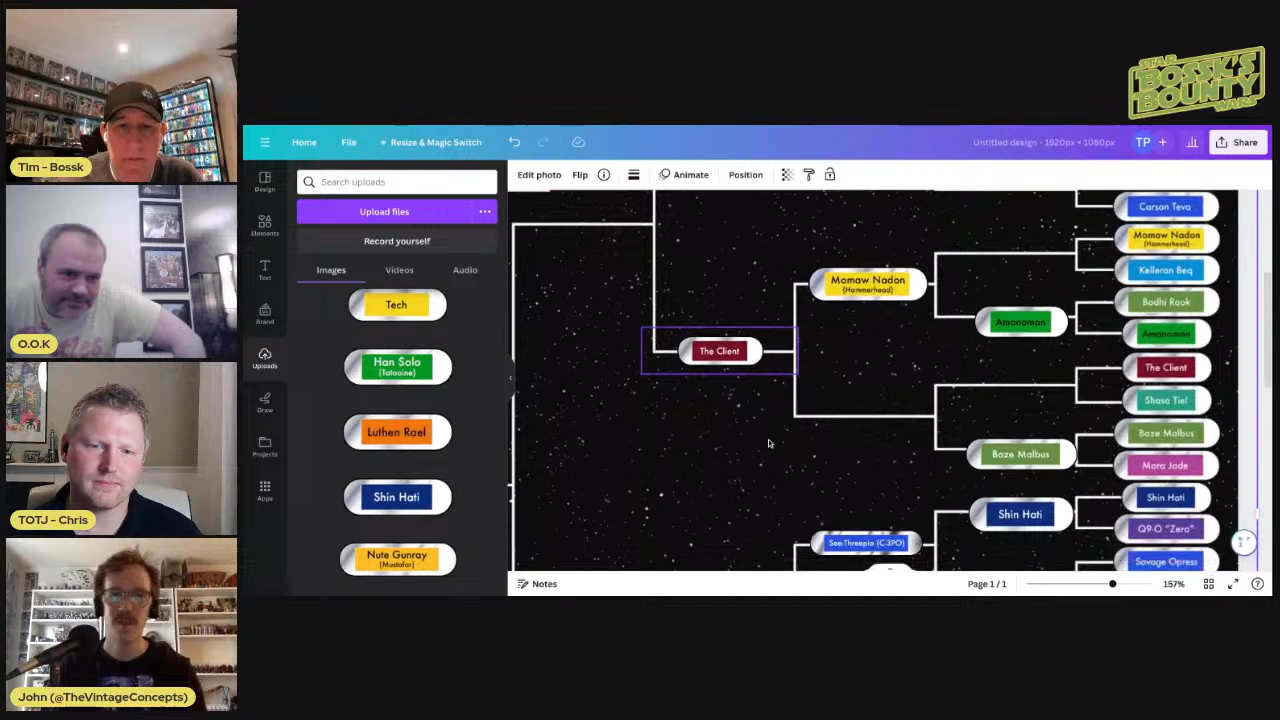 STAR
BOSSK'S
BOUNTY
WARS
Tim - Bossk
O.O.K
TOTJ - Chris
John (@TheVintageConcepts)
Home
File
Resize & Magic Switch
Untitled design - 1920px × 1080px
TP
+
Share
Design
Elements
Text
Brand
Uploads
Draw
Projects
Apps
Search uploads
Upload files
Record yourself
Images
Videos
Audio
Tech
Han Solo
(Tatooine)
Luthen Rael
Shin Hati
Nute Gunray
(Mustafar)
Edit photo
Flip
Animate
Position
The Client
Momaw Nadon
(Hammerhead)
See-Threepio (C-3PO)
Amanaman
Baze Malbus
Shin Hati
Carson Teva
Momaw Nadon
(Hammerhead)
Kelleran Beq
Bodhi Rook
Amanaman
The Client
Shasa Tiel
Baze Malbus
Mara Jade
Shin Hati
Q9-0 "Zero"
Savage Opress
Notes
Page 1 / 1
157%